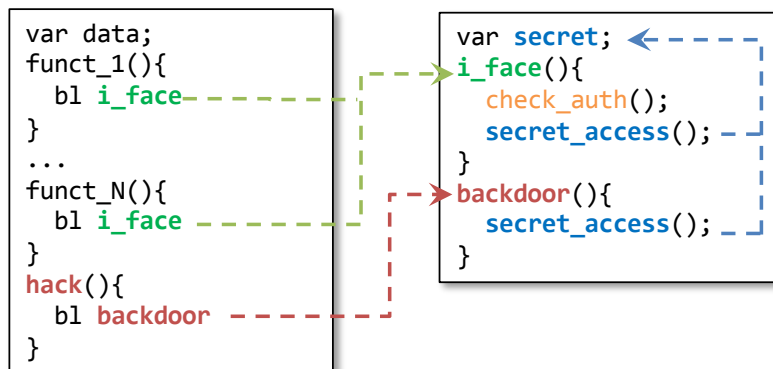 var data;
funct_1(){
  bl i_face
}
...
funct_N(){
  bl i_face
}
hack(){
  bl backdoor
}
var secret;
i_face(){
  check_auth();
  secret_access();
}
backdoor(){
  secret_access();
}